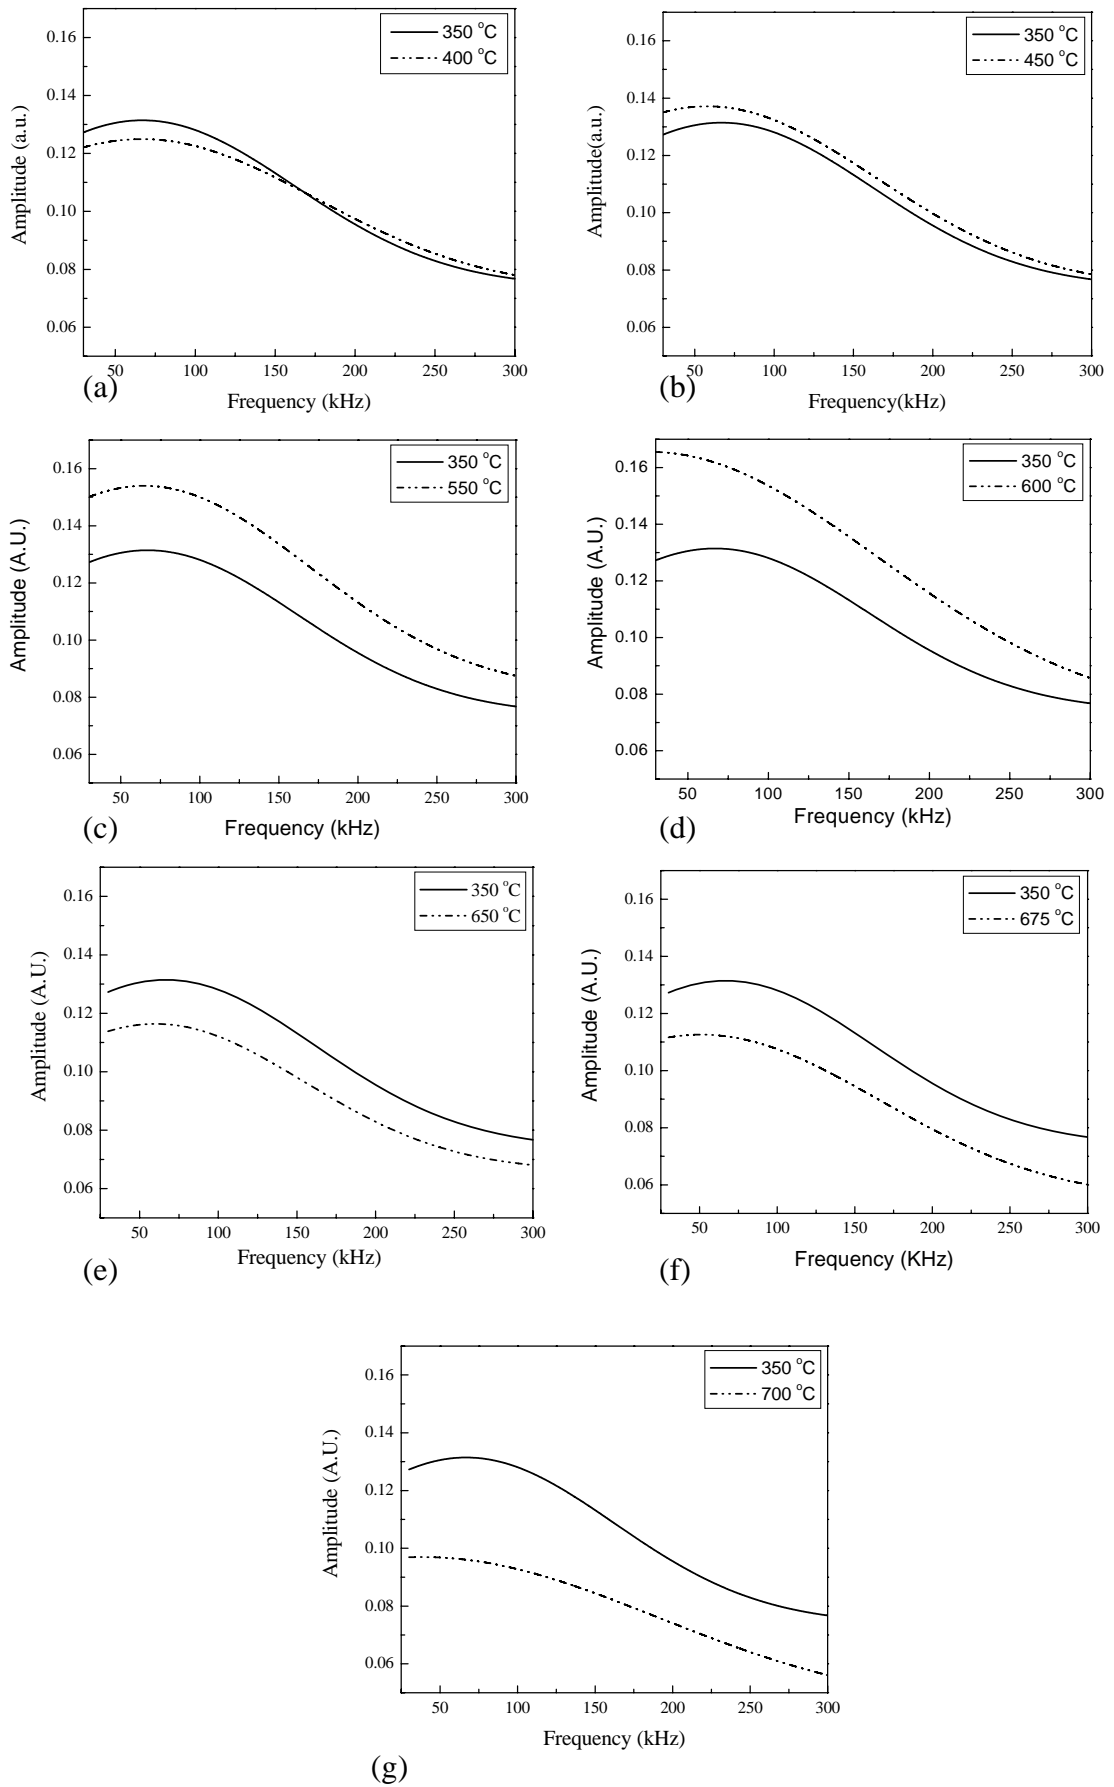 350 °C
400 °C
0.16
0.14
0.12
0.10
0.08
0.06
Amplitude (a.u.)
50 100 150 200 250 300
Frequency (kHz)
(a)
350 °C
450 °C
0.16
0.14
0.12
0.10
0.08
0.06
Amplitude(a.u.)
50 100 150 200 250 300
Frequency(kHz)
(b)
350 °C
550 °C
0.16
0.14
0.12
0.10
0.08
0.06
Amplitude (A.U.)
50 100 150 200 250 300
Frequency (kHz)
(c)
350 °C
600 °C
0.16
0.14
0.12
0.10
0.08
0.06
Amplitude (A.U.)
50 100 150 200 250 300
Frequency (kHz)
(d)
350 °C
650 °C
0.16
0.14
0.12
0.10
0.08
0.06
Amplitude (A.U.)
50 100 150 200 250 300
Frequency (kHz)
(e)
350 °C
675 °C
0.16
0.14
0.12
0.10
0.08
0.06
Amplitude (A.U.)
50 100 150 200 250 300
Frequency (KHz)
(f)
350 °C
700 °C
0.16
0.14
0.12
0.10
0.08
0.06
Amplitude (A.U.)
50 100 150 200 250 300
Frequency (kHz)
(g)